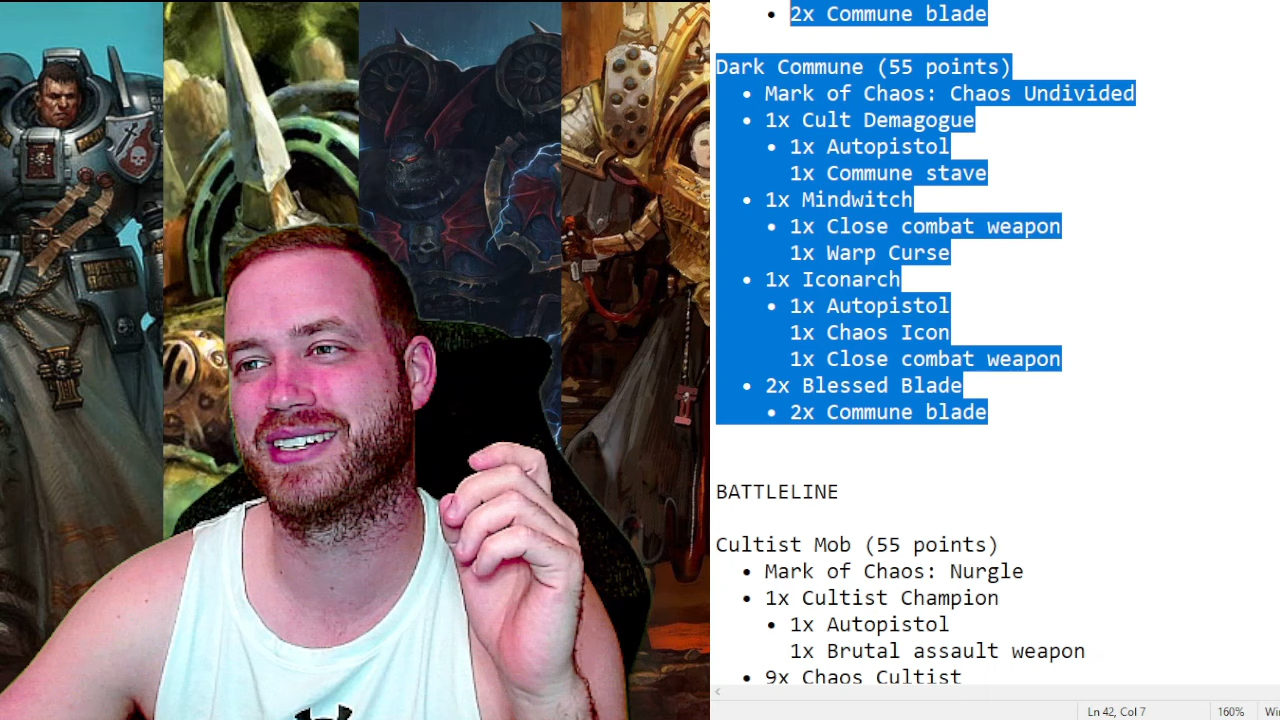 • 2x Commune blade
Dark Commune (55 points)
• Mark of Chaos: Chaos Undivided
• 1x Cult Demagogue
• 1x Autopistol
1x Commune stave
• 1x Mindwitch
• 1x Close combat weapon
1x Warp Curse
• 1x Iconarch
• 1x Autopistol
1x Chaos Icon
1x Close combat weapon
• 2x Blessed Blade
• 2x Commune blade
BATTLELINE
Cultist Mob (55 points)
• Mark of Chaos: Nurgle
• 1x Cultist Champion
• 1x Autopistol
1x Brutal assault weapon
• 9x Chaos Cultist
Ln 42, Col 7
160%
Win